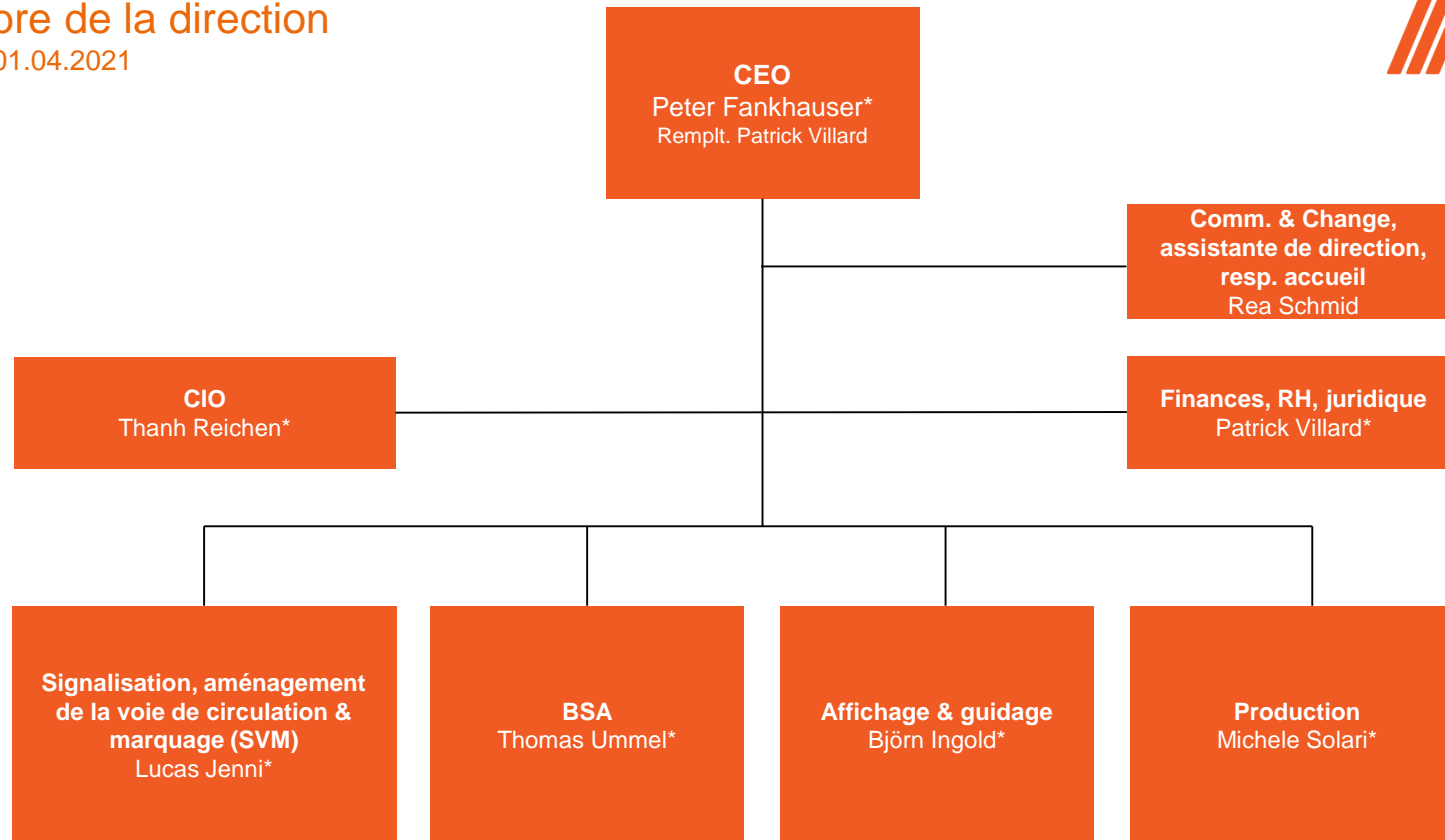 de la direction
01.04.2021
CEO
Peter Fankhauser*
Remplt. Patrick Villard
Comm. & Change,
assistante de direction,
resp. accueil
Rea Schmid
CIO
Thanh Reichen*
Finances, RH, juridique
Patrick Villard*
Signalisation, aménagement
de la voie de circulation &
marquage (SVM)
Lucas Jenni*
BSA
Thomas Ummel*
Affichage & guidage
Björn Ingold*
Production
Michele Solari*